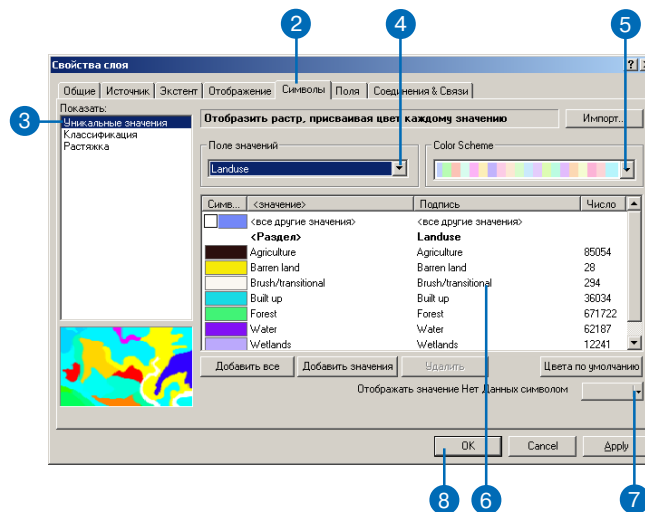 2
4
5
Свойства слоя
?
Общие Источник Экстент Отображение Символы Поля Соединения & Связи
3
Показать:
Уникальные значения
Классификация
Растяжка
Отобразить растр, присваивая цвет каждому значению
Импорт...
Поле значений
Landuse
Color Scheme
Симв... <значение> Подпись Число
<все другие значения> <все другие значения>
<Раздел> Landuse
Agriculture Agriculture 85054
Barren land Barren land 28
Brush/transitional Brush/transitional 294
Built up Built up 36034
Forest Forest 671722
Water Water 62187
Wetlands Wetlands 12241
Добавить все Добавить значения Удалить Цвета по умолчанию
Отображать значение Нет Данных символом
OK Cancel Apply
8
6
7